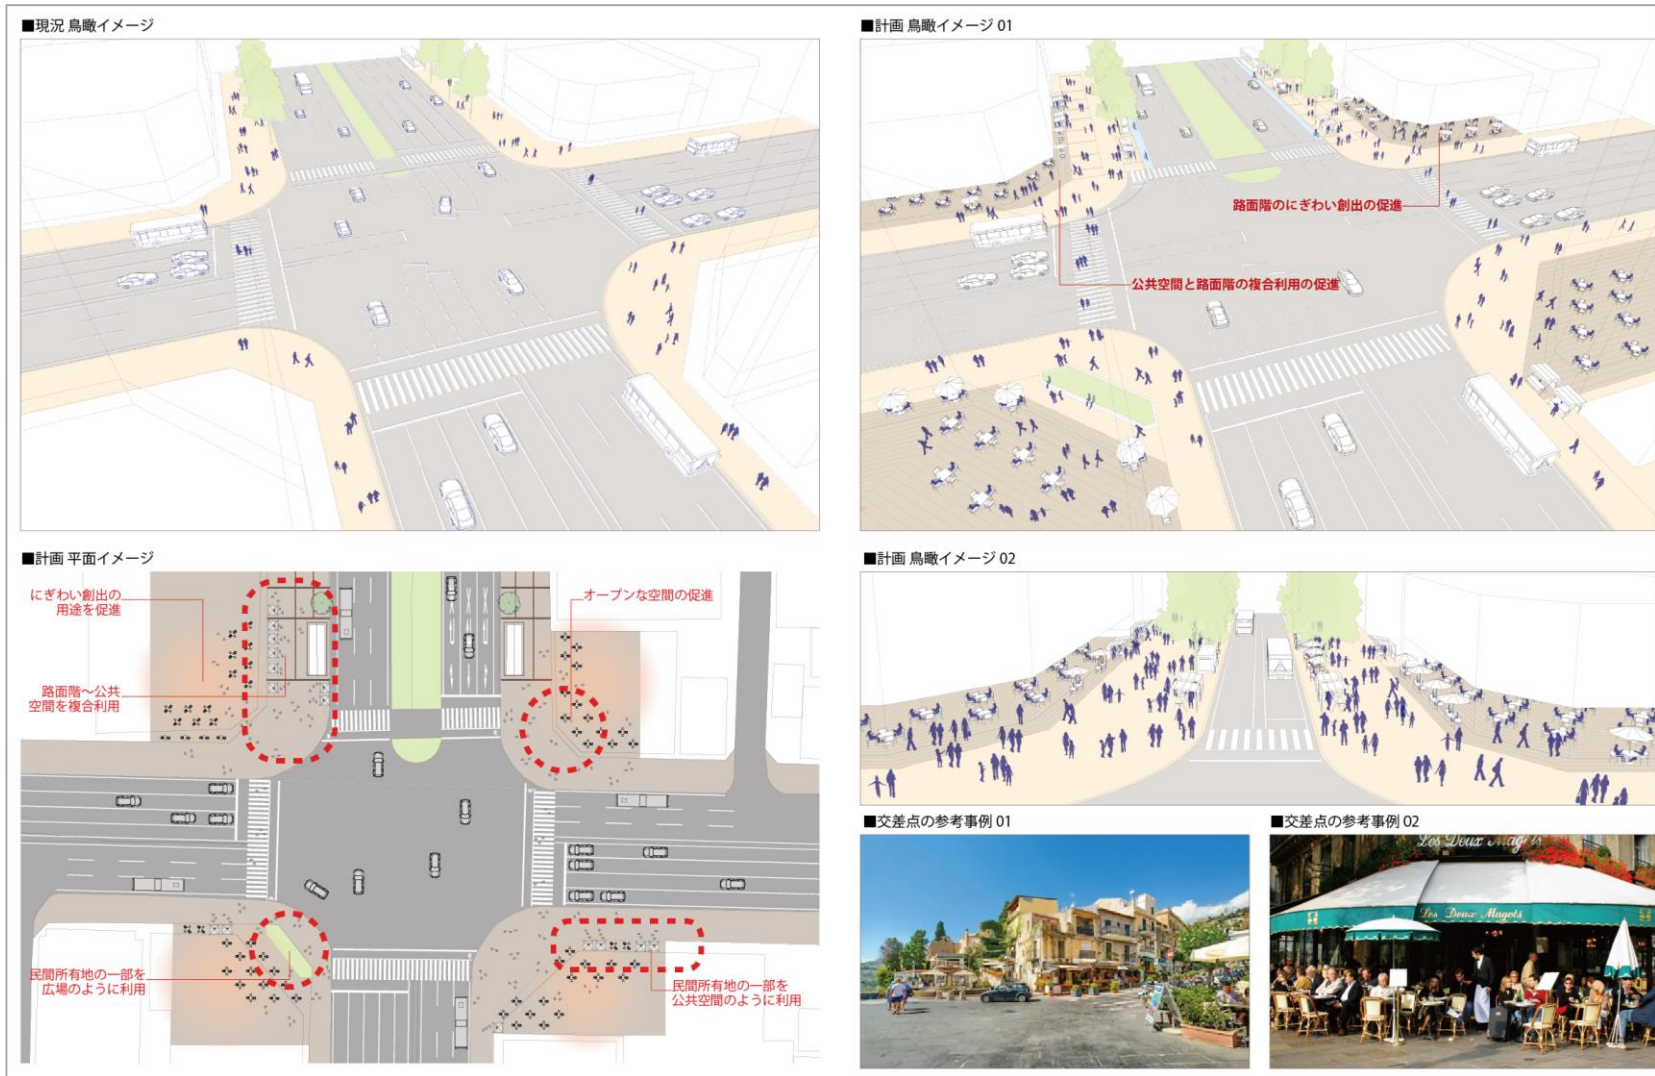 ■現況 鳥瞰イメージ
■計画 鳥瞰イメージ 01
路面階のにぎわい創出の促進
公共空間と路面階の複合利用の促進
■計画 平面イメージ
にぎわい創出の
用途を促進
オープンな空間の促進
路面階〜公共
空間を複合利用
民間所有地の一部を
広場のように利用
民間所有地の一部を
公共空間のように利用
■計画 鳥瞰イメージ 02
■交差点の参考事例 01
■交差点の参考事例 02
Les Deux Magots
Les Deux Magots